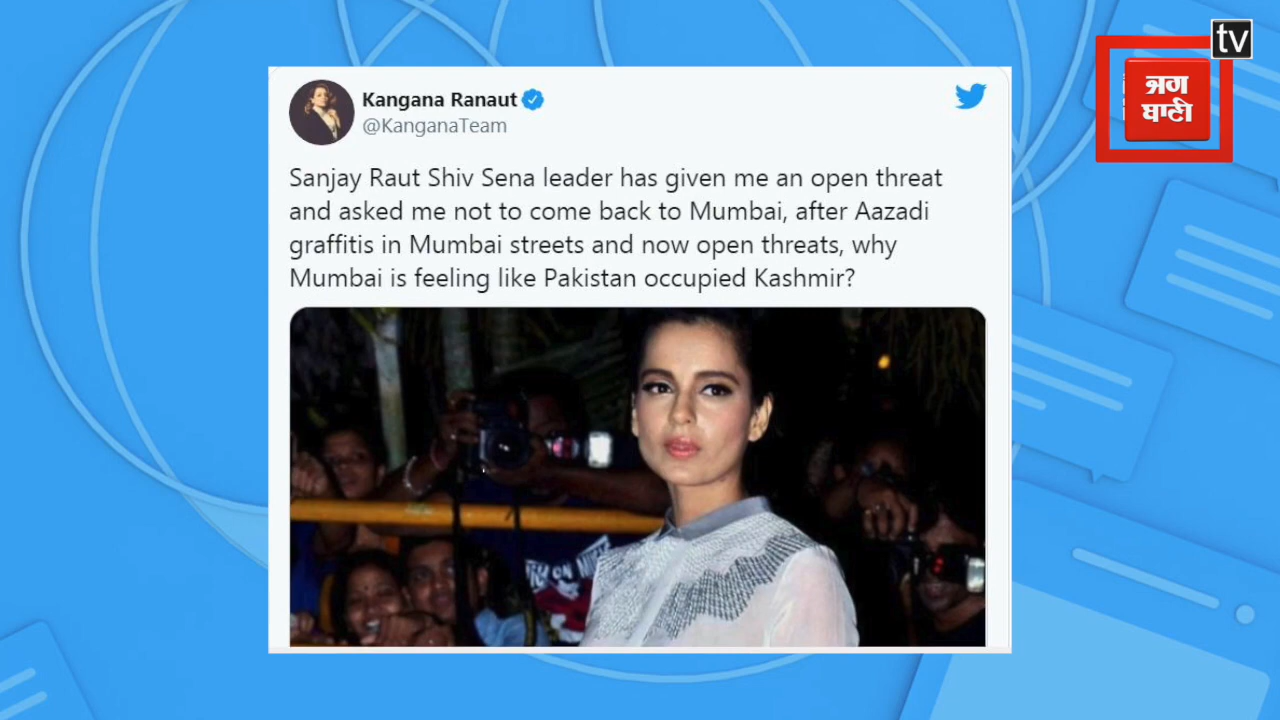 tv
ਜਗ
ਬਾਣੀ
Kangana Ranaut
@KanganaTeam
Sanjay Raut Shiv Sena leader has given me an open threat
and asked me not to come back to Mumbai, after Aazadi
graffitis in Mumbai streets and now open threats, why
Mumbai is feeling like Pakistan occupied Kashmir?